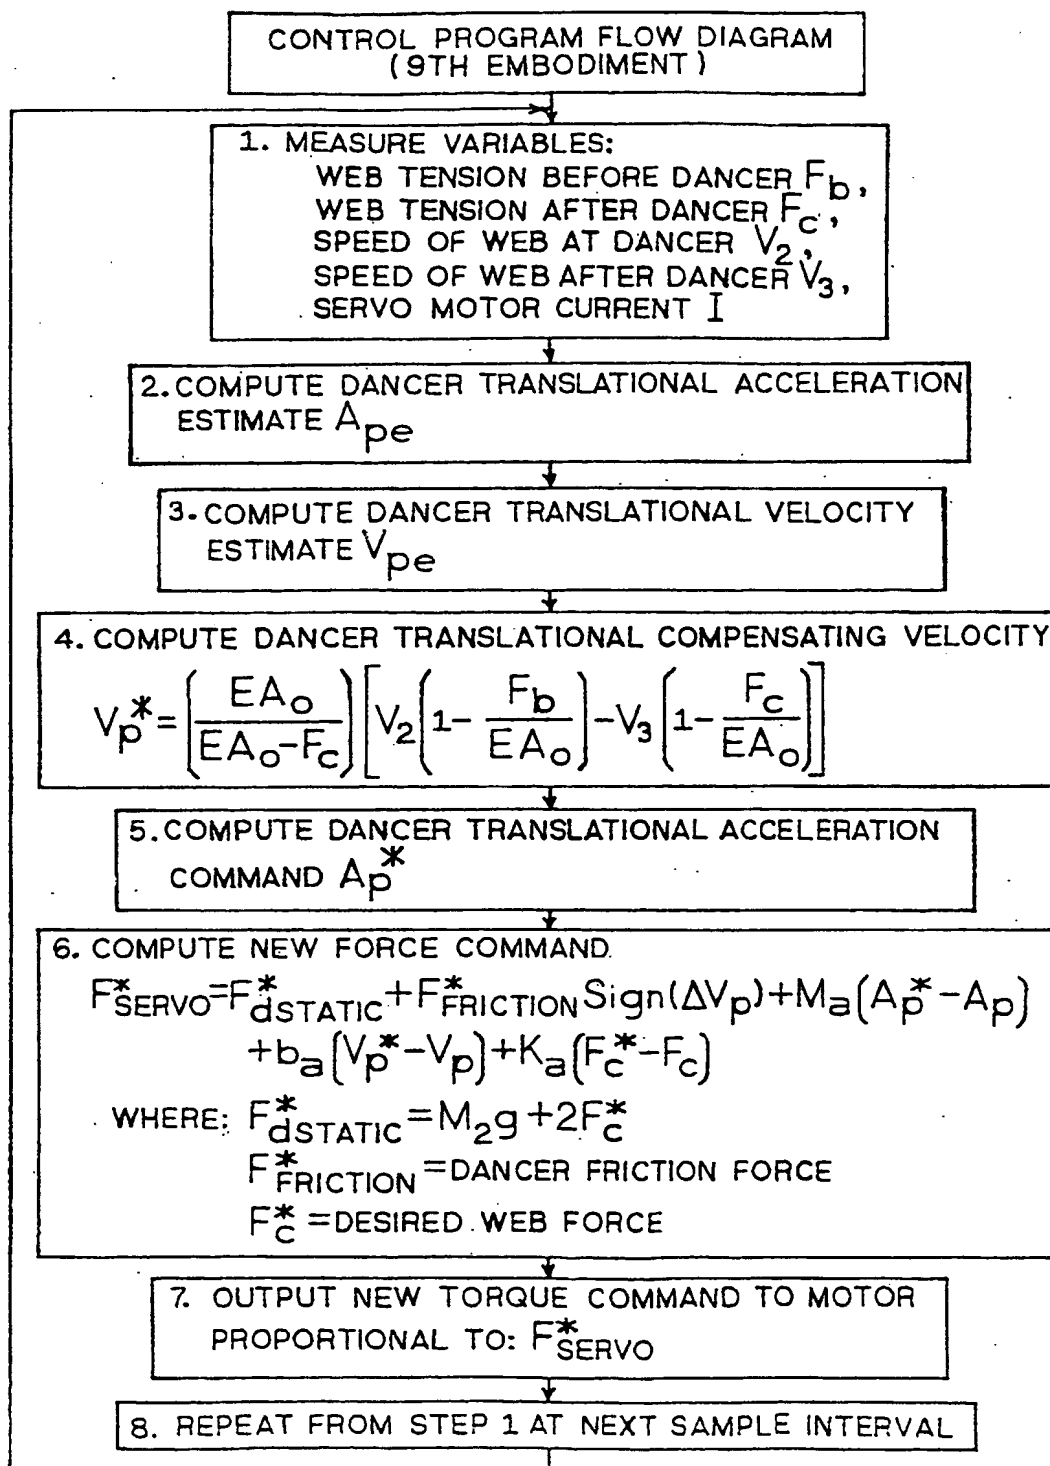 CONTROL PROGRAM FLOW DIAGRAM
(9TH EMBODIMENT)
1. MEASURE VARIABLES:
WEB TENSION BEFORE DANCER F_b,
WEB TENSION AFTER DANCER F_c,
SPEED OF WEB AT DANCER V_2,
SPEED OF WEB AFTER DANCER V_3,
SERVO MOTOR CURRENT I
2. COMPUTE DANCER TRANSLATIONAL ACCELERATION
ESTIMATE A_pe
3. COMPUTE DANCER TRANSLATIONAL VELOCITY
ESTIMATE V_pe
4. COMPUTE DANCER TRANSLATIONAL COMPENSATING VELOCITY
V_p* = (EA_o / (EA_o - F_c)) [V_2 (1 - F_b / EA_o) - V_3 (1 - F_c / EA_o)]
5. COMPUTE DANCER TRANSLATIONAL ACCELERATION
COMMAND A_p*
6. COMPUTE NEW FORCE COMMAND.
F*_SERVO = F*_dSTATIC + F*_FRICTION Sign(ΔV_p) + M_a(A_p* - A_p)
+ b_a(V_p* - V_p) + K_a(F_c* - F_c)
WHERE: F*_dSTATIC = M_2g + 2F_c*
F*_FRICTION = DANCER FRICTION FORCE
F_c* = DESIRED WEB FORCE
7. OUTPUT NEW TORQUE COMMAND TO MOTOR
PROPORTIONAL TO: F*_SERVO
8. REPEAT FROM STEP 1 AT NEXT SAMPLE INTERVAL